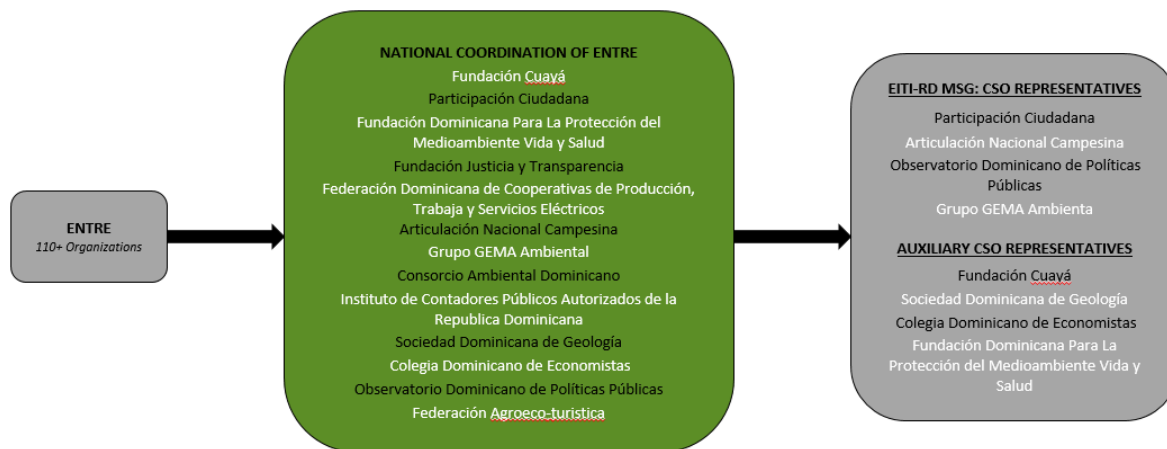 ENTRE
110+ Organizations
NATIONAL COORDINATION OF ENTRE
Fundación Cuayá
Participación Ciudadana
Fundación Dominicana Para La Protección del
Medioambiente Vida y Salud
Fundación Justicia y Transparencia
Federación Dominicana de Cooperativas de Producción,
Trabaja y Servicios Eléctricos
Articulación Nacional Campesina
Grupo GEMA Ambiental
Consorcio Ambiental Dominicano
Instituto de Contadores Públicos Autorizados de la
Republica Dominicana
Sociedad Dominicana de Geología
Colegia Dominicano de Economistas
Observatorio Dominicano de Políticas Públicas
Federación Agroeco-turistica
EITI-RD MSG: CSO REPRESENTATIVES
Participación Ciudadana
Articulación Nacional Campesina
Observatorio Dominicano de Políticas
Públicas
Grupo GEMA Ambienta
AUXILIARY CSO REPRESENTATIVES
Fundación Cuayá
Sociedad Dominicana de Geología
Colegia Dominicano de Economistas
Fundación Dominicana Para La
Protección del Medioambiente Vida y
Salud